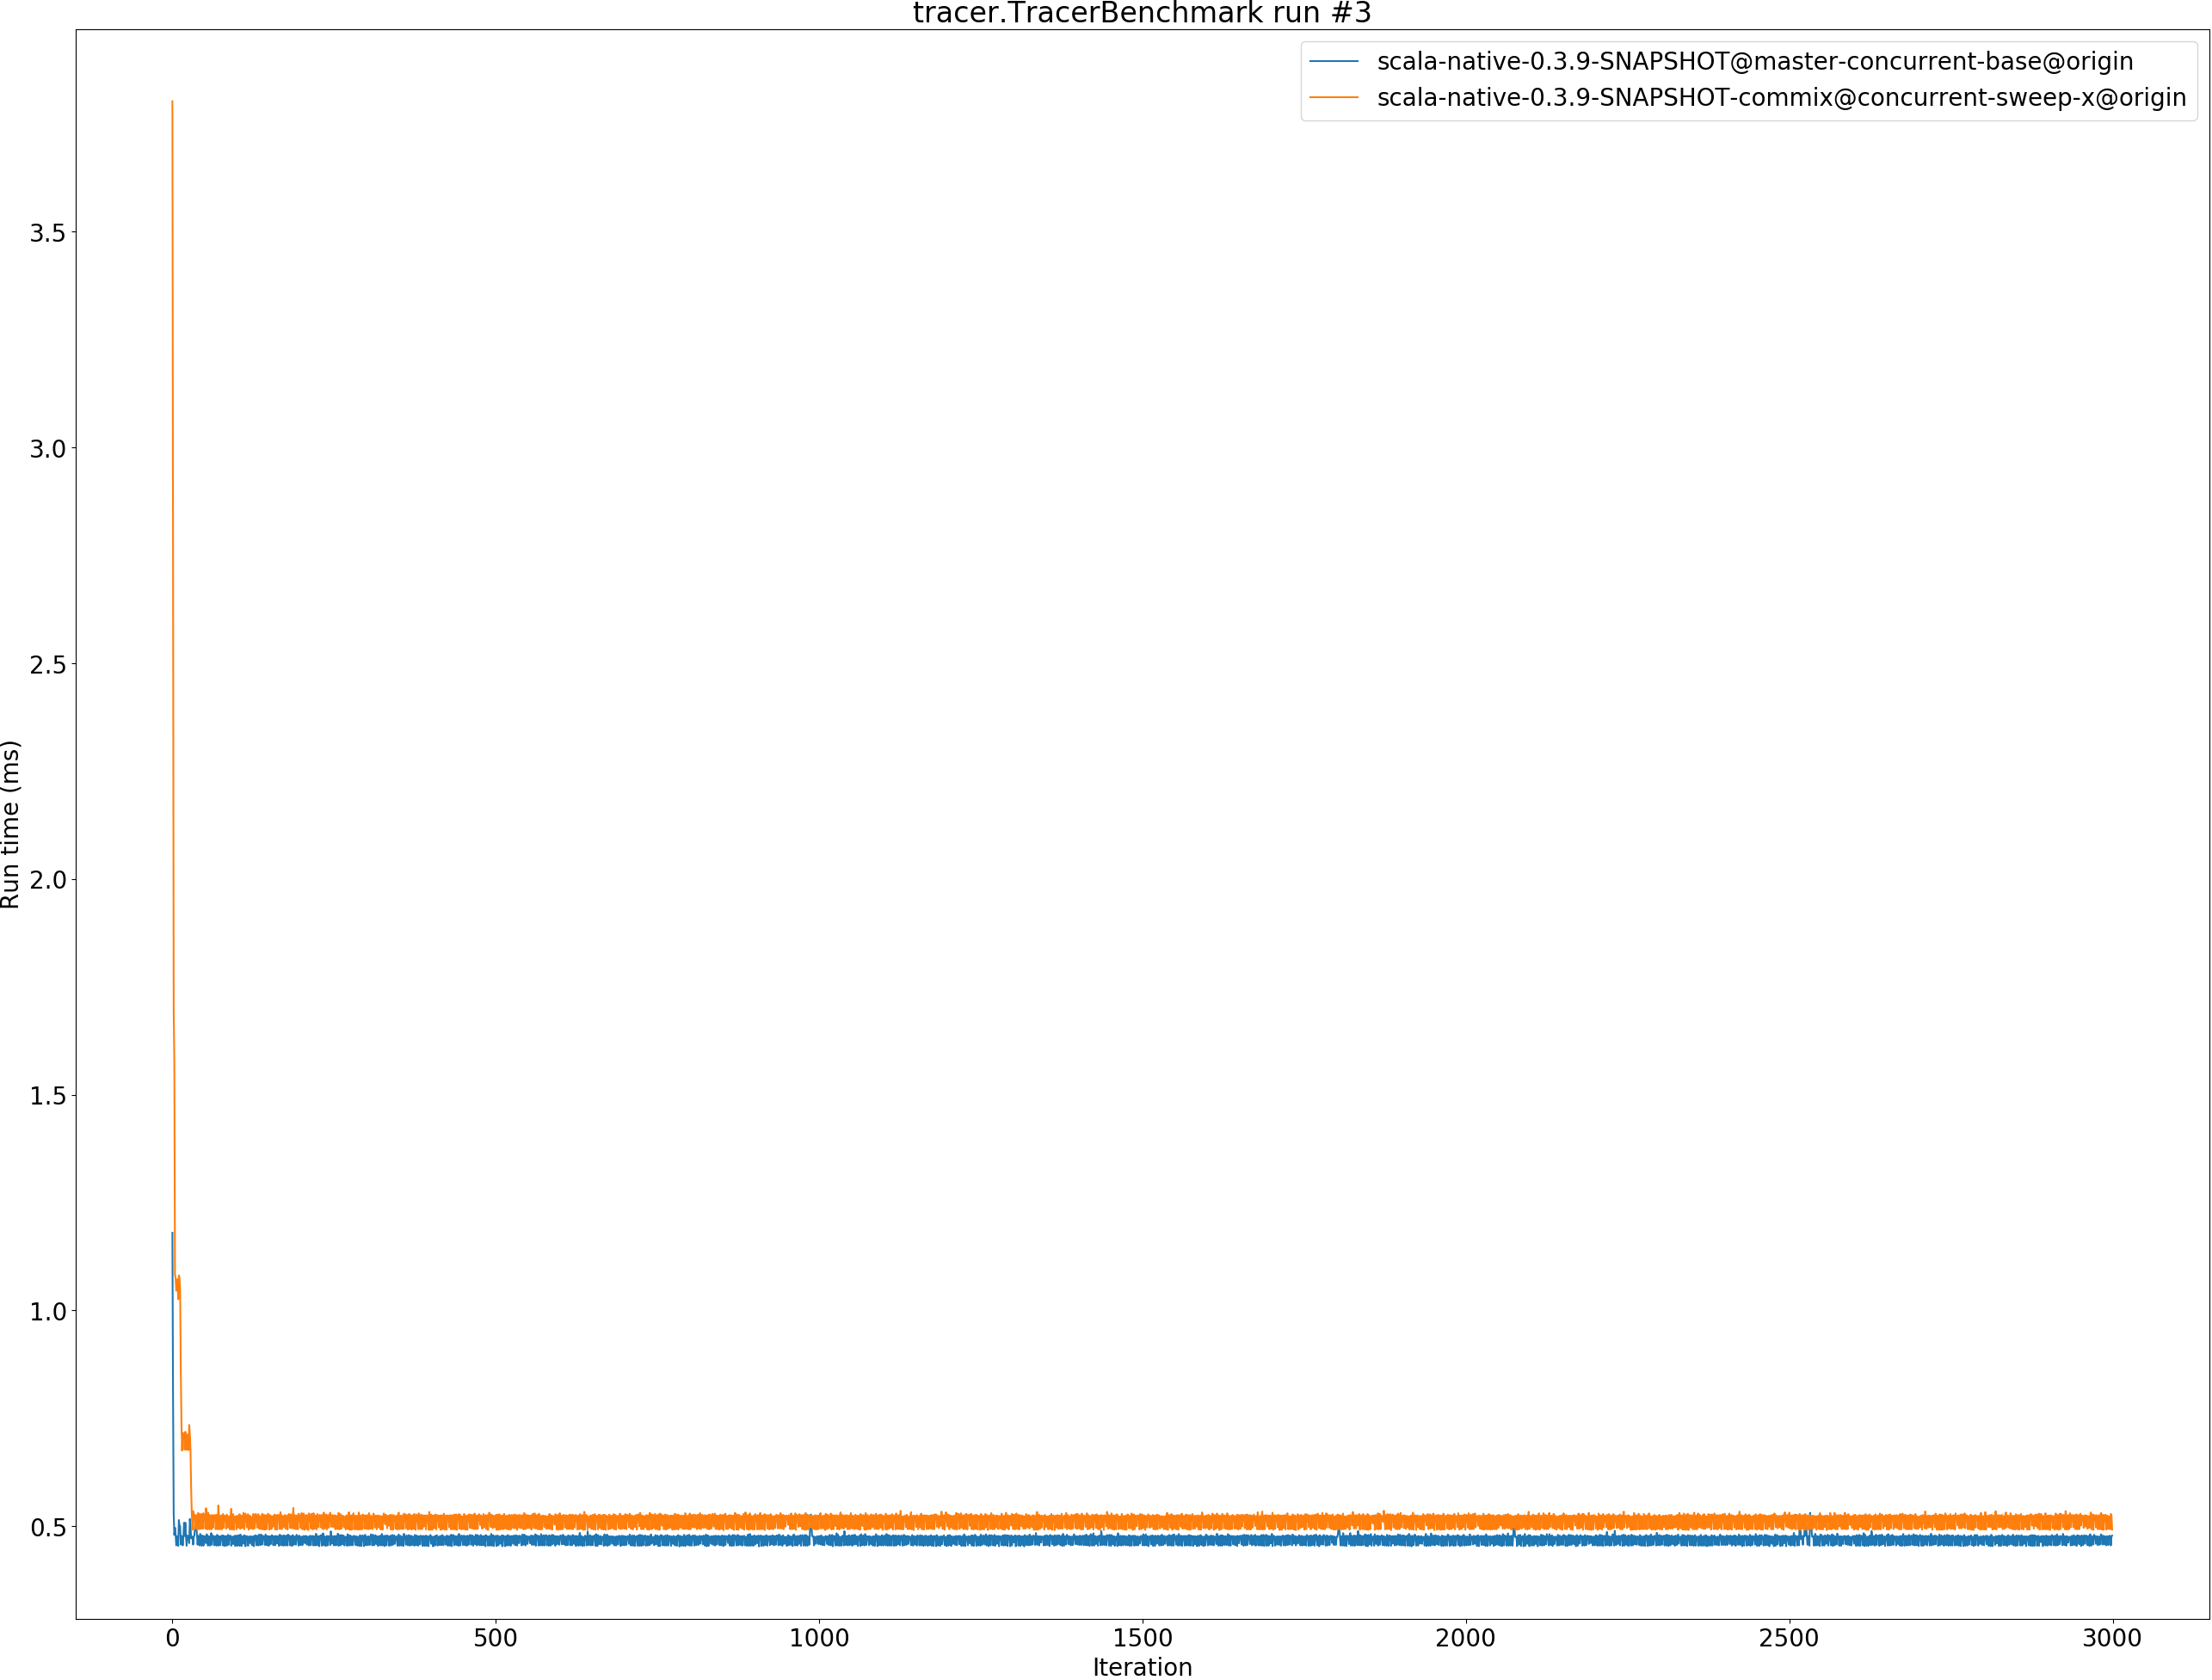 tracer.TracerBenchmark run #3
scala-native-0.3.9-SNAPSHOT@master-concurrent-base@origin
scala-native-0.3.9-SNAPSHOT-commix@concurrent-sweep-x@origin
Run time (ms)
3.5
3.0
2.5
2.0
1.5
1.0
0.5
0 500 1000 1500 2000 2500 3000
Iteration